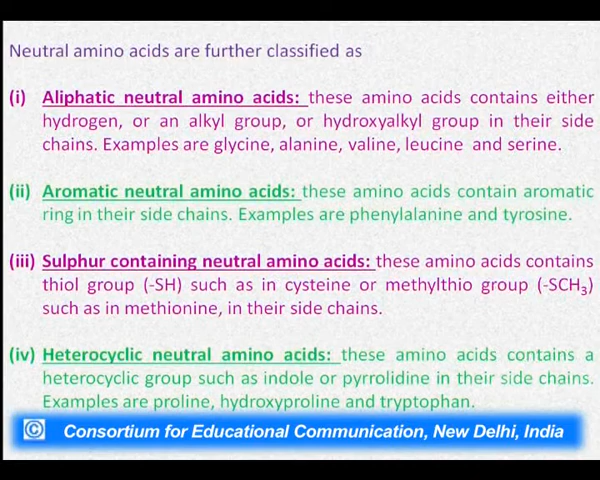 Neutral amino acids are further classified as
(i) Aliphatic neutral amino acids: these amino acids contains either
hydrogen, or an alkyl group, or hydroxyalkyl group in their side
chains. Examples are glycine, alanine, valine, leucine and serine.
(ii) Aromatic neutral amino acids: these amino acids contain aromatic
ring in their side chains. Examples are phenylalanine and tyrosine.
(iii) Sulphur containing neutral amino acids: these amino acids contains
thiol group (-SH) such as in cysteine or methylthio group (-SCH₃)
such as in methionine, in their side chains.
(iv) Heterocyclic neutral amino acids: these amino acids contains a
heterocyclic group such as indole or pyrrolidine in their side chains.
Examples are proline, hydroxyproline and tryptophan.
© Consortium for Educational Communication, New Delhi, India